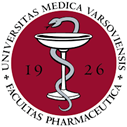 UNIVERSITAS MEDICA VARSOVIENSIS
19 26
FACULTAS PHARMACEUTICA